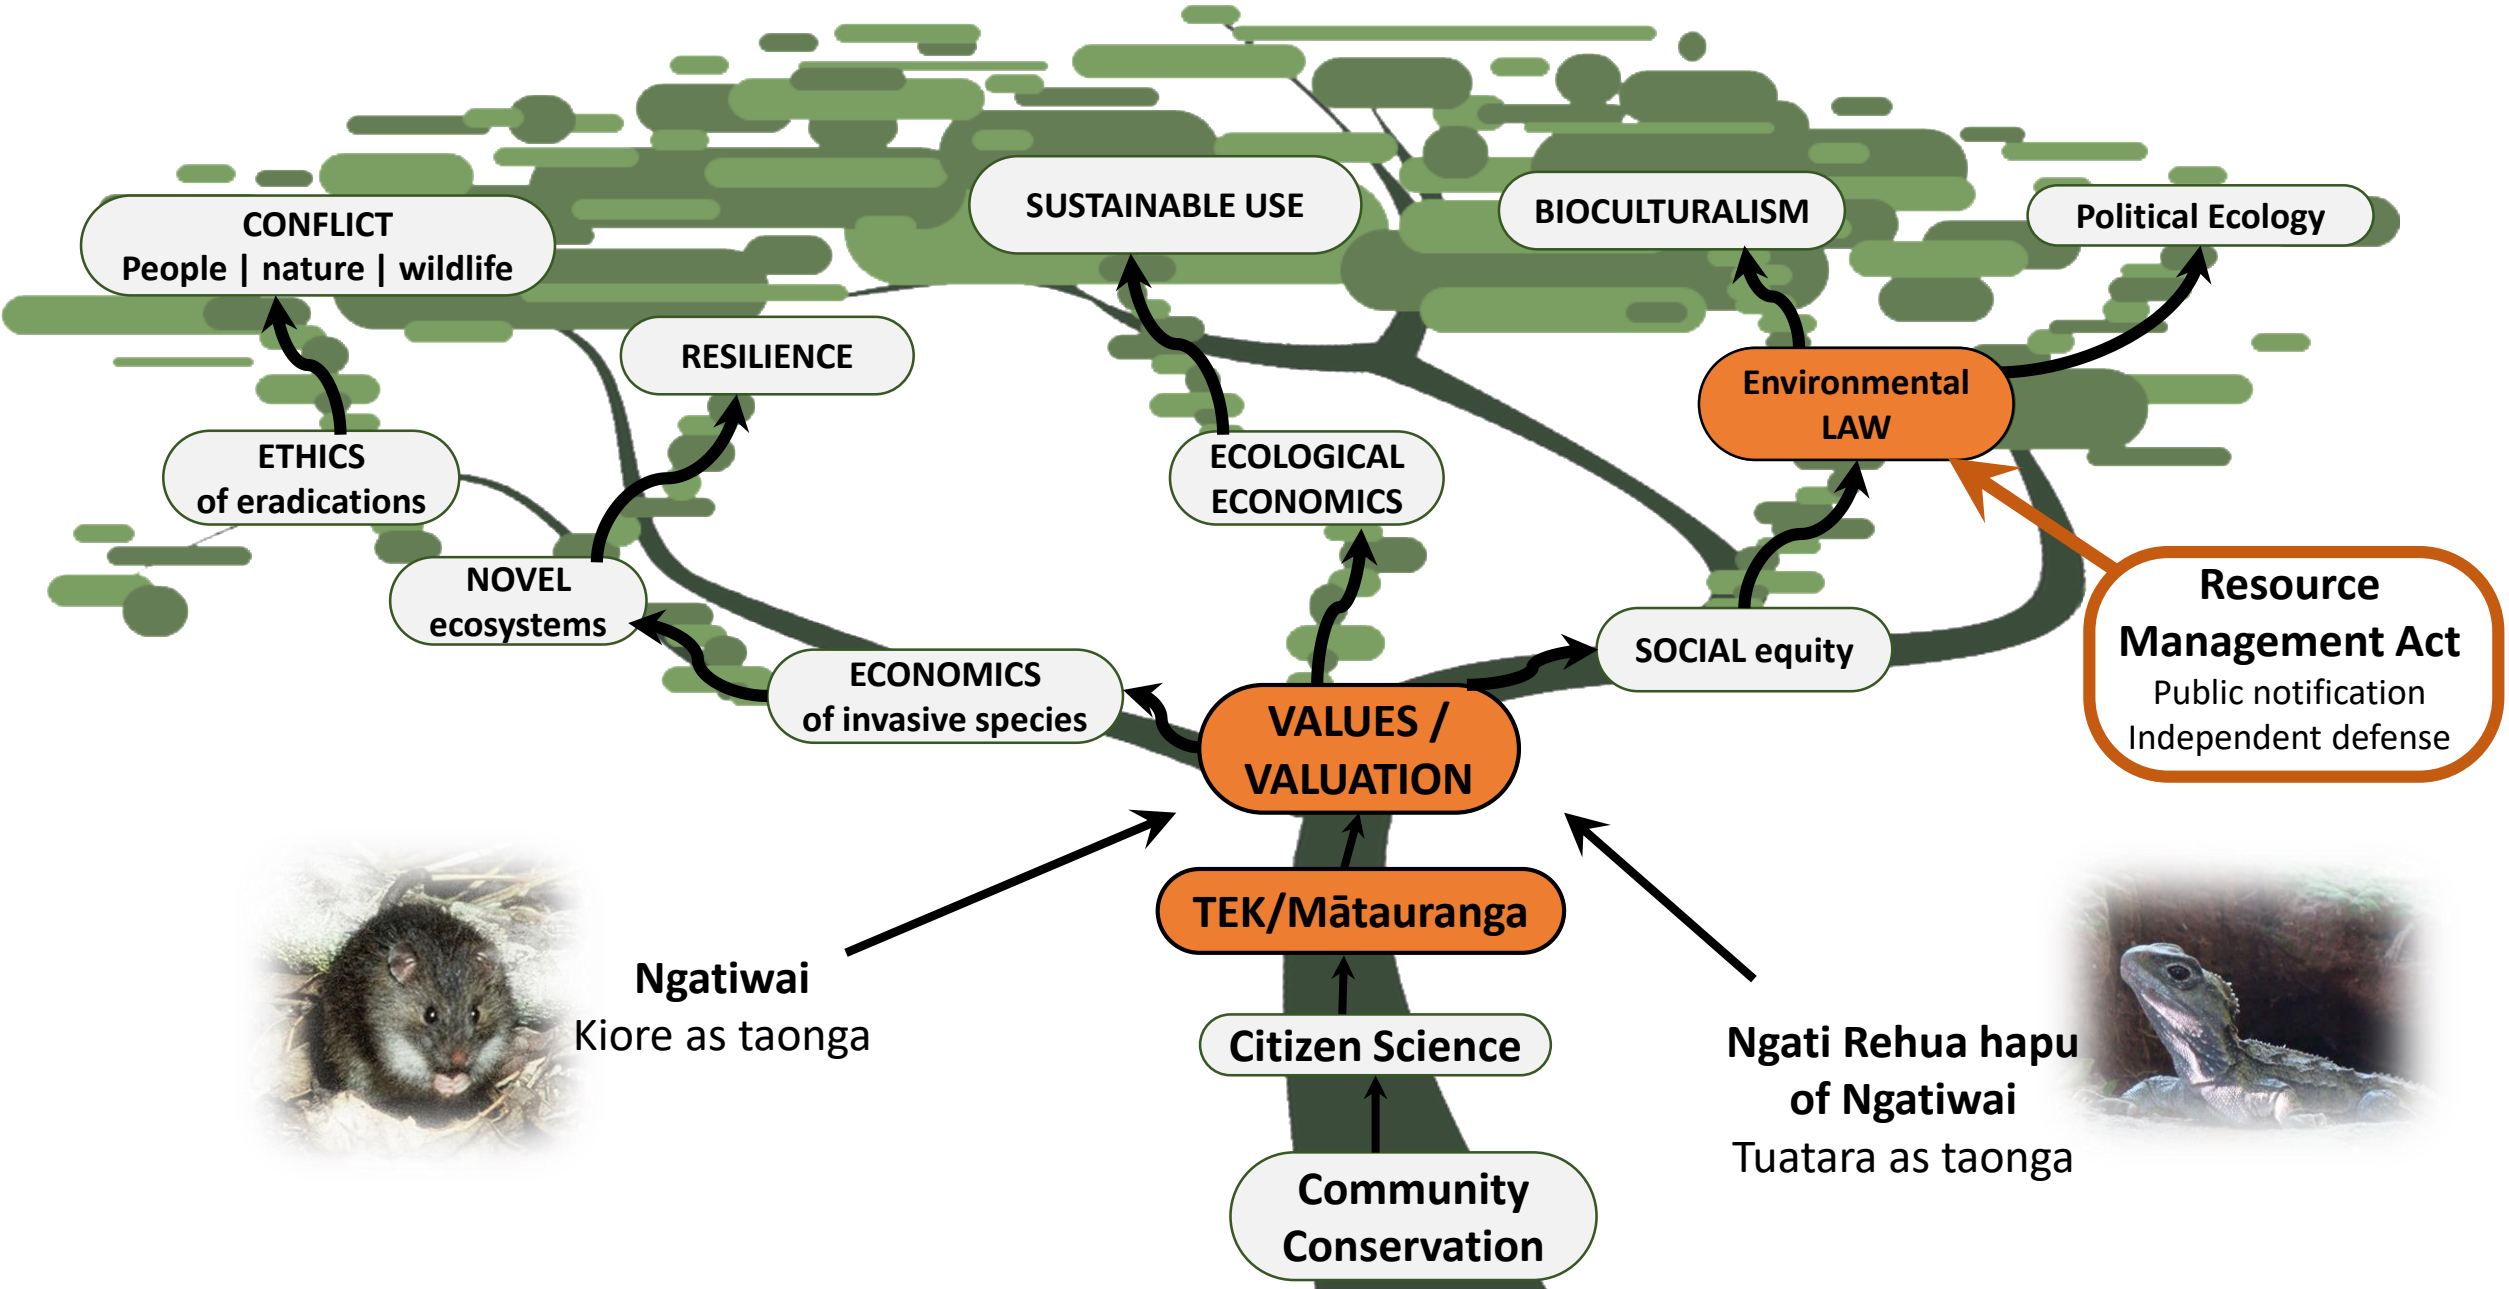 SUSTAINABLE USE
BIOCULTURALISM
Political Ecology
CONFLICT
People | nature | wildlife
RESILIENCE
Environmental
LAW
ETHICS
of eradications
ECOLOGICAL
ECONOMICS
NOVEL
ecosystems
Resource
Management Act
Public notification
Independent defense
SOCIAL equity
ECONOMICS
of invasive species
VALUES /
VALUATION
TEK/Mātauranga
Ngatiwai
Kiore as taonga
Citizen Science
Ngati Rehua hapu
of Ngatiwai
Tuatara as taonga
Community
Conservation